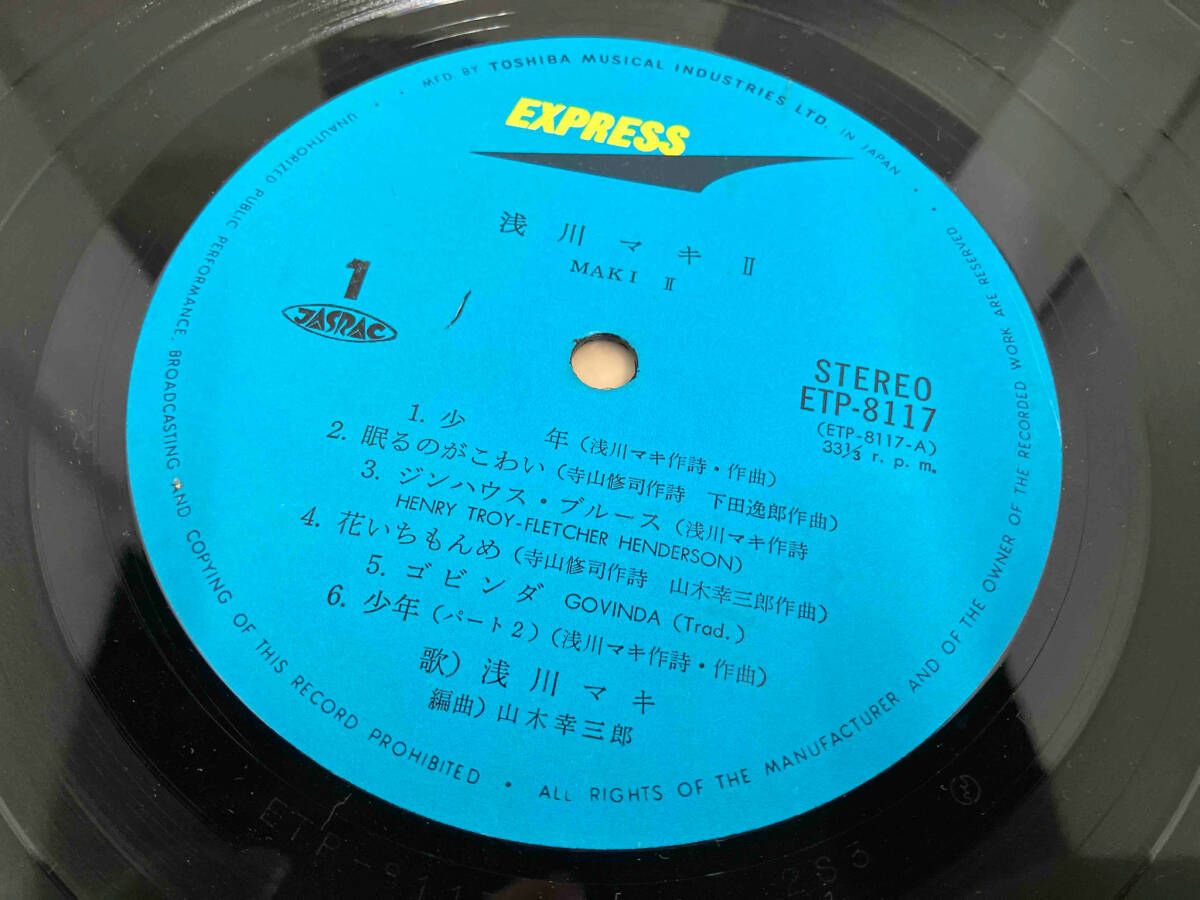 MFD. BY TOSHIBA MUSICAL INDUSTRIES LTD. IN JAPAN •
EXPRESS
浅川マキ Ⅱ
MAKI Ⅱ
1
JASRAC
STEREO
ETP-8117
(ETP-8117-A)
33⅓ r. p. m.
1. 少　年 (浅川マキ作詩・作曲)
2. 眠るのがこわい (寺山修司作詩 下田逸郎作曲)
3. ジンハウス・ブルース (浅川マキ作詩
HENRY TROY-FLETCHER HENDERSON)
4. 花いちもんめ (寺山修司作詩 山木幸三郎作曲)
5. ゴビンダ GOVINDA (Trad.)
6. 少年 (パート2) (浅川マキ作詩・作曲)
歌) 浅川マキ
編曲) 山木幸三郎
UNAUTHORIZED PUBLIC PERFORMANCE, BROADCASTING AND COPYING OF THIS RECORD PROHIBITED • ALL RIGHTS OF THE MANUFACTURER AND OF THE OWNER OF THE RECORDED WORK ARE RESERVED •